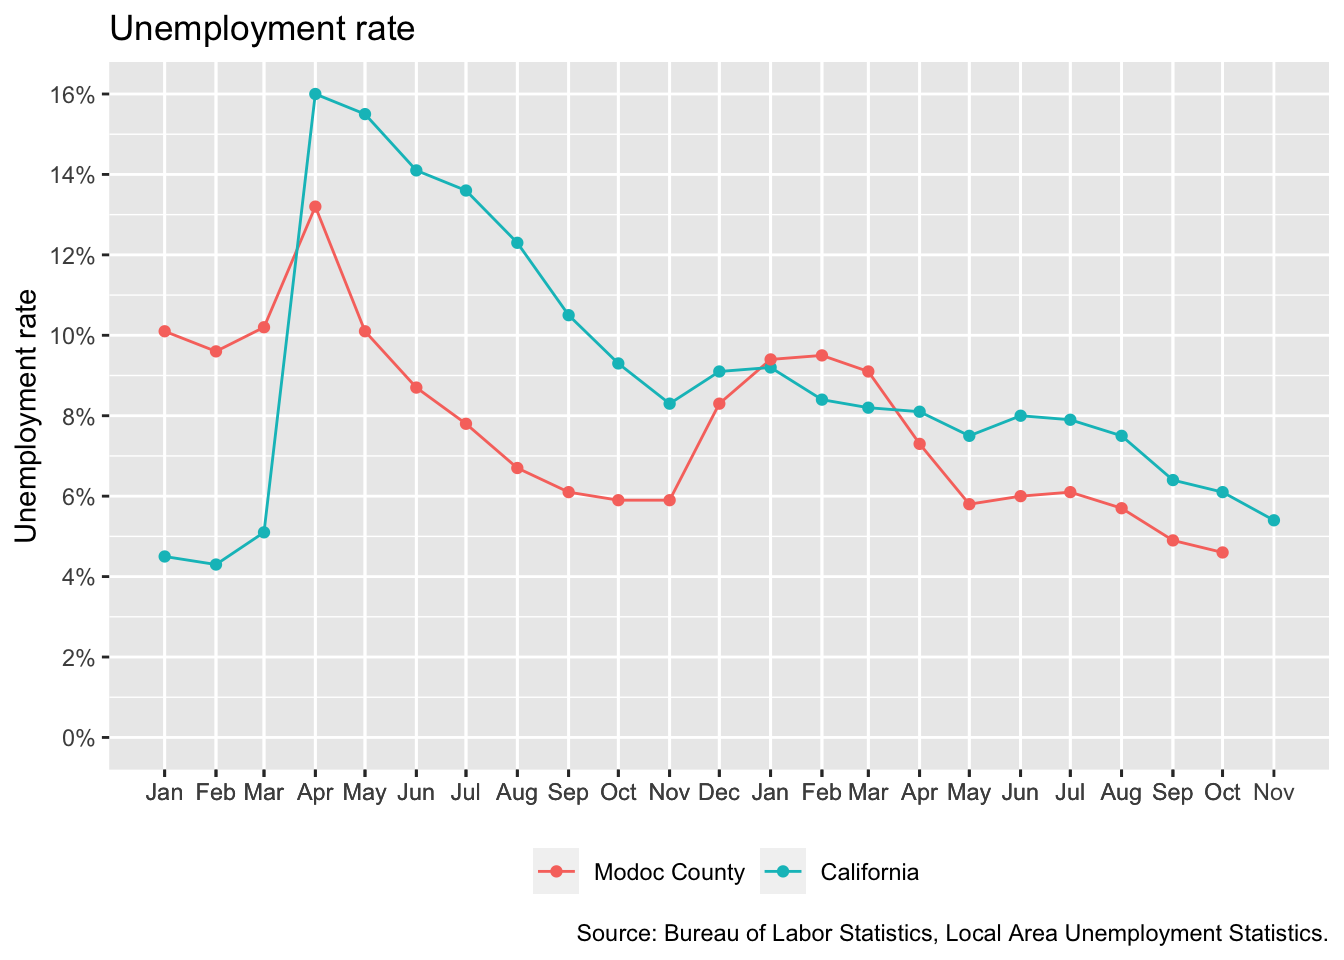 Unemployment rate
Unemployment rate
16%
14%
12%
10%
8%
6%
4%
2%
0%
Jan Feb Mar Apr May Jun Jul Aug Sep Oct Nov Dec Jan Feb Mar Apr May Jun Jul Aug Sep Oct Nov
Modoc County California
Source: Bureau of Labor Statistics, Local Area Unemployment Statistics.